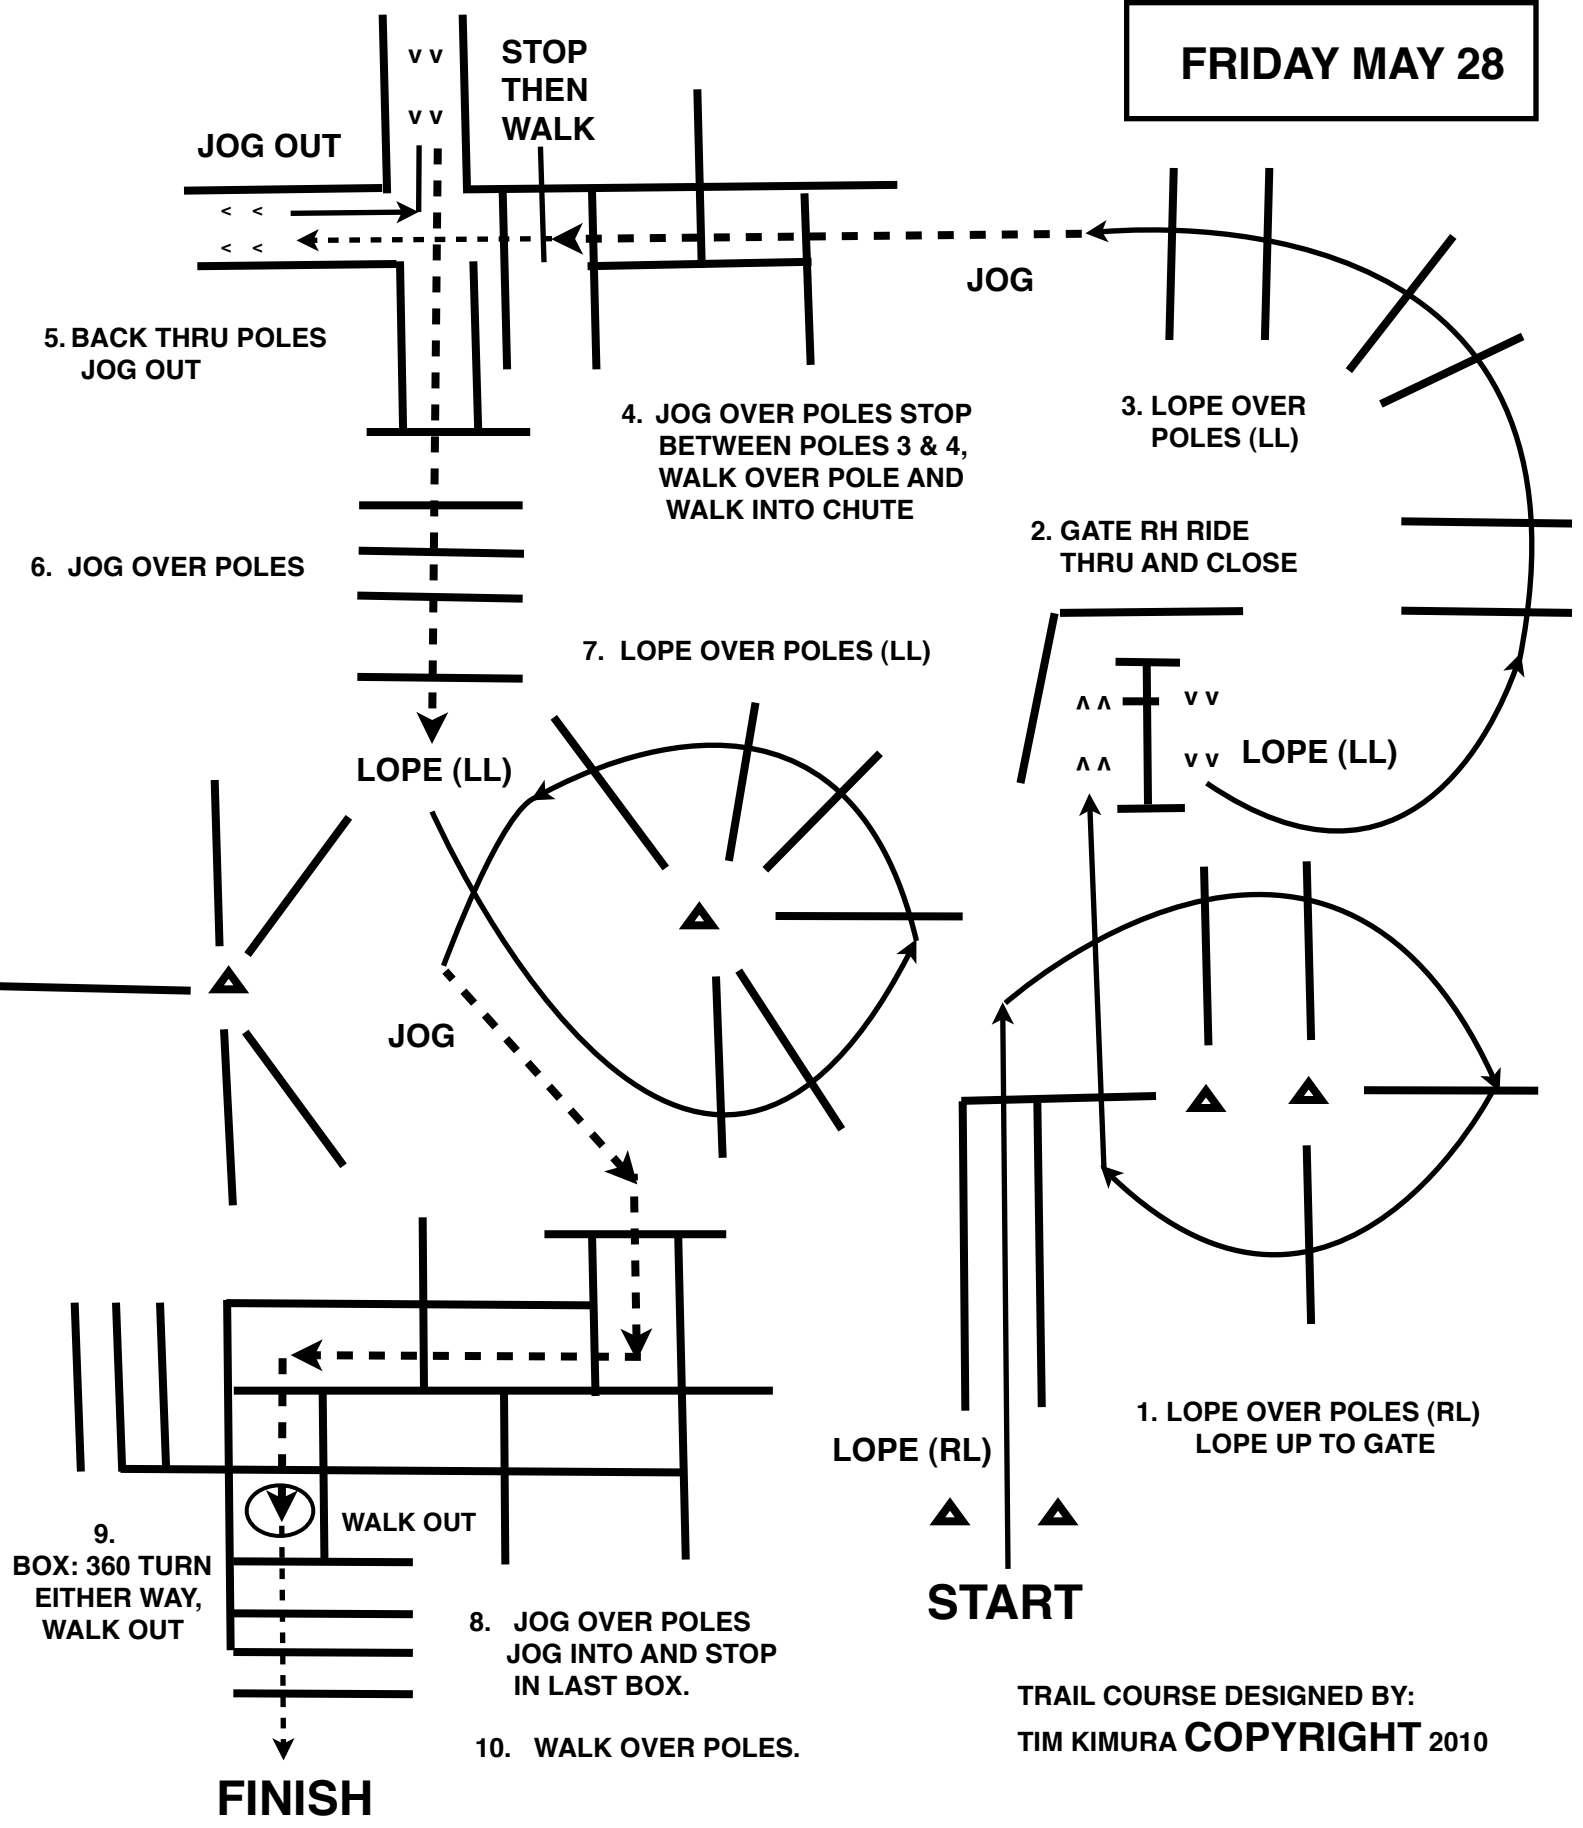 FRIDAY MAY 28
STOP
THEN
WALK
v v
v v
JOG OUT
< <
< <
JOG
5. BACK THRU POLES
JOG OUT
4. JOG OVER POLES STOP
BETWEEN POLES 3 & 4,
WALK OVER POLE AND
WALK INTO CHUTE
3. LOPE OVER
POLES (LL)
2. GATE RH RIDE
THRU AND CLOSE
6. JOG OVER POLES
7. LOPE OVER POLES (LL)
ʌ ʌ
v v
ʌ ʌ
v v
LOPE (LL)
LOPE (LL)
JOG
1. LOPE OVER POLES (RL)
LOPE UP TO GATE
LOPE (RL)
START
WALK OUT
9.
BOX: 360 TURN
EITHER WAY,
WALK OUT
8. JOG OVER POLES
JOG INTO AND STOP
IN LAST BOX.
10. WALK OVER POLES.
FINISH
TRAIL COURSE DESIGNED BY:
TIM KIMURA COPYRIGHT 2010